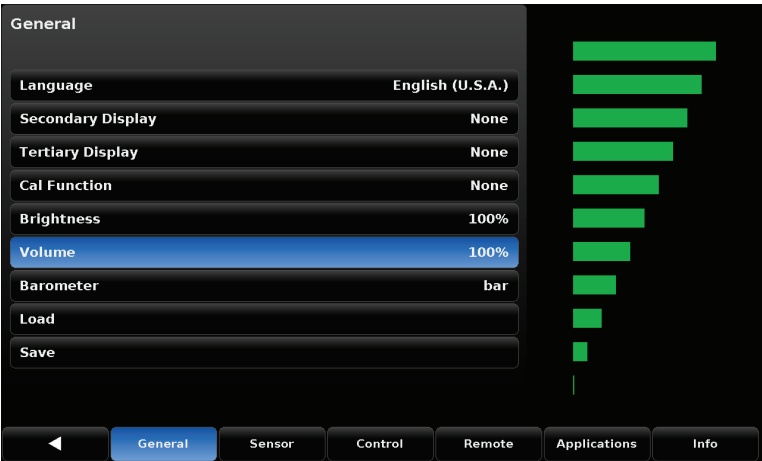 General
Language English (U.S.A.)
Secondary Display None
Tertiary Display None
Cal Function None
Brightness 100%
Volume 100%
Barometer bar
Load
Save
General Sensor Control Remote Applications Info